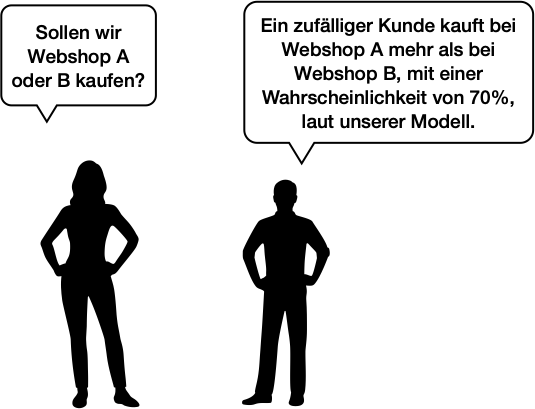 Sollen wir
Webshop A
oder B kaufen?
Ein zufälliger Kunde kauft bei
Webshop A mehr als bei
Webshop B, mit einer
Wahrscheinlichkeit von 70%,
laut unserer Modell.